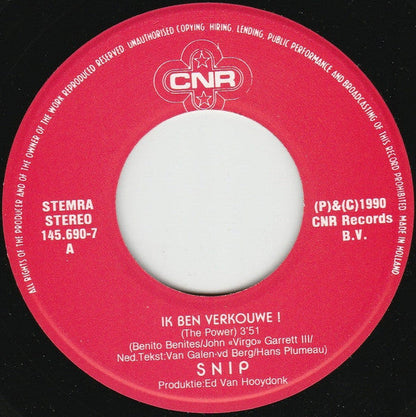 ALL RIGHTS OF THE PRODUCER AND OF THE OWNER OF THE WORK REPRODUCED RESERVED. UNAUTHORISED COPYING, HIRING, LENDING, PUBLIC PERFORMANCE AND BROADCASTING OF THIS RECORD PROHIBITED. MADE IN HOLLAND.
CNR
STEMRA
STEREO
145.690-7
A
(P)&(C)1990
CNR Records
B.V.
IK BEN VERKOUWE !
(The Power) 3'51
(Benito Benites/John «Virgo» Garrett III/
Ned.Tekst:Van Galen-vd Berg/Hans Plumeau)
SNIP
Produktie:Ed Van Hooydonk